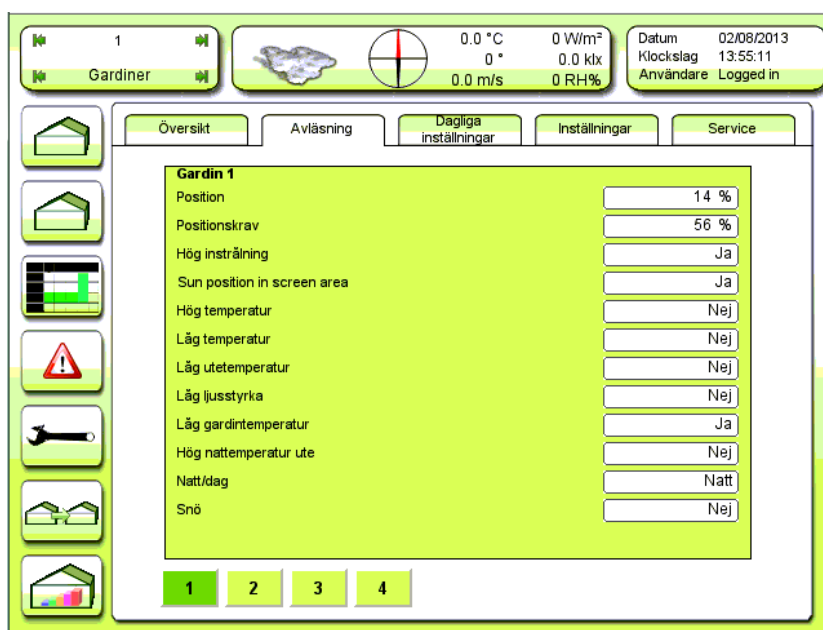 1
Gardiner
0.0 °C 0 W/m²
0 ° 0.0 klx
0.0 m/s 0 RH%
Datum 02/08/2013
Klockslag 13:55:11
Användare Logged in
Översikt Avläsning Dagliga inställningar Inställningar Service
Gardin 1
Position 14 %
Positionskrav 56 %
Hög instrålning Ja
Sun position in screen area Ja
Hög temperatur Nej
Låg temperatur Nej
Låg utetemperatur Nej
Låg ljusstyrka Nej
Låg gardintemperatur Ja
Hög nattemperatur ute Nej
Natt/dag Natt
Snö Nej
1 2 3 4